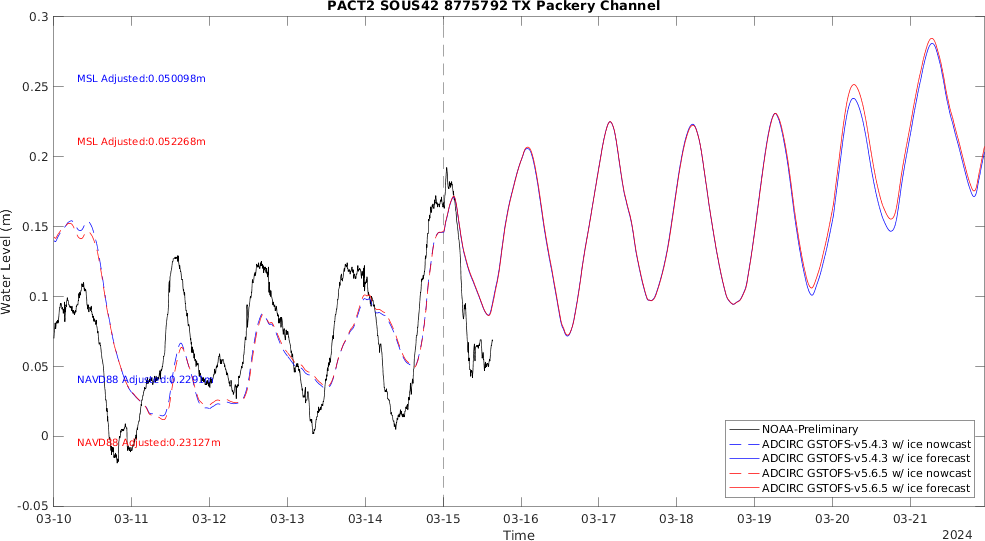 PACT2 SOUS42 8775792 TX Packery Channel
0.3
0.25
0.2
0.15
0.1
0.05
0
-0.05
Water Level (m)
MSL Adjusted:0.050098m
MSL Adjusted:0.052268m
NAVD88 Adjusted:0.2291m
NAVD88 Adjusted:0.23127m
NOAA-Preliminary
ADCIRC GSTOFS-v5.4.3 w/ ice nowcast
ADCIRC GSTOFS-v5.4.3 w/ ice forecast
ADCIRC GSTOFS-v5.6.5 w/ ice nowcast
ADCIRC GSTOFS-v5.6.5 w/ ice forecast
03-10 03-11 03-12 03-13 03-14 03-15 03-16 03-17 03-18 03-19 03-20 03-21
Time
2024